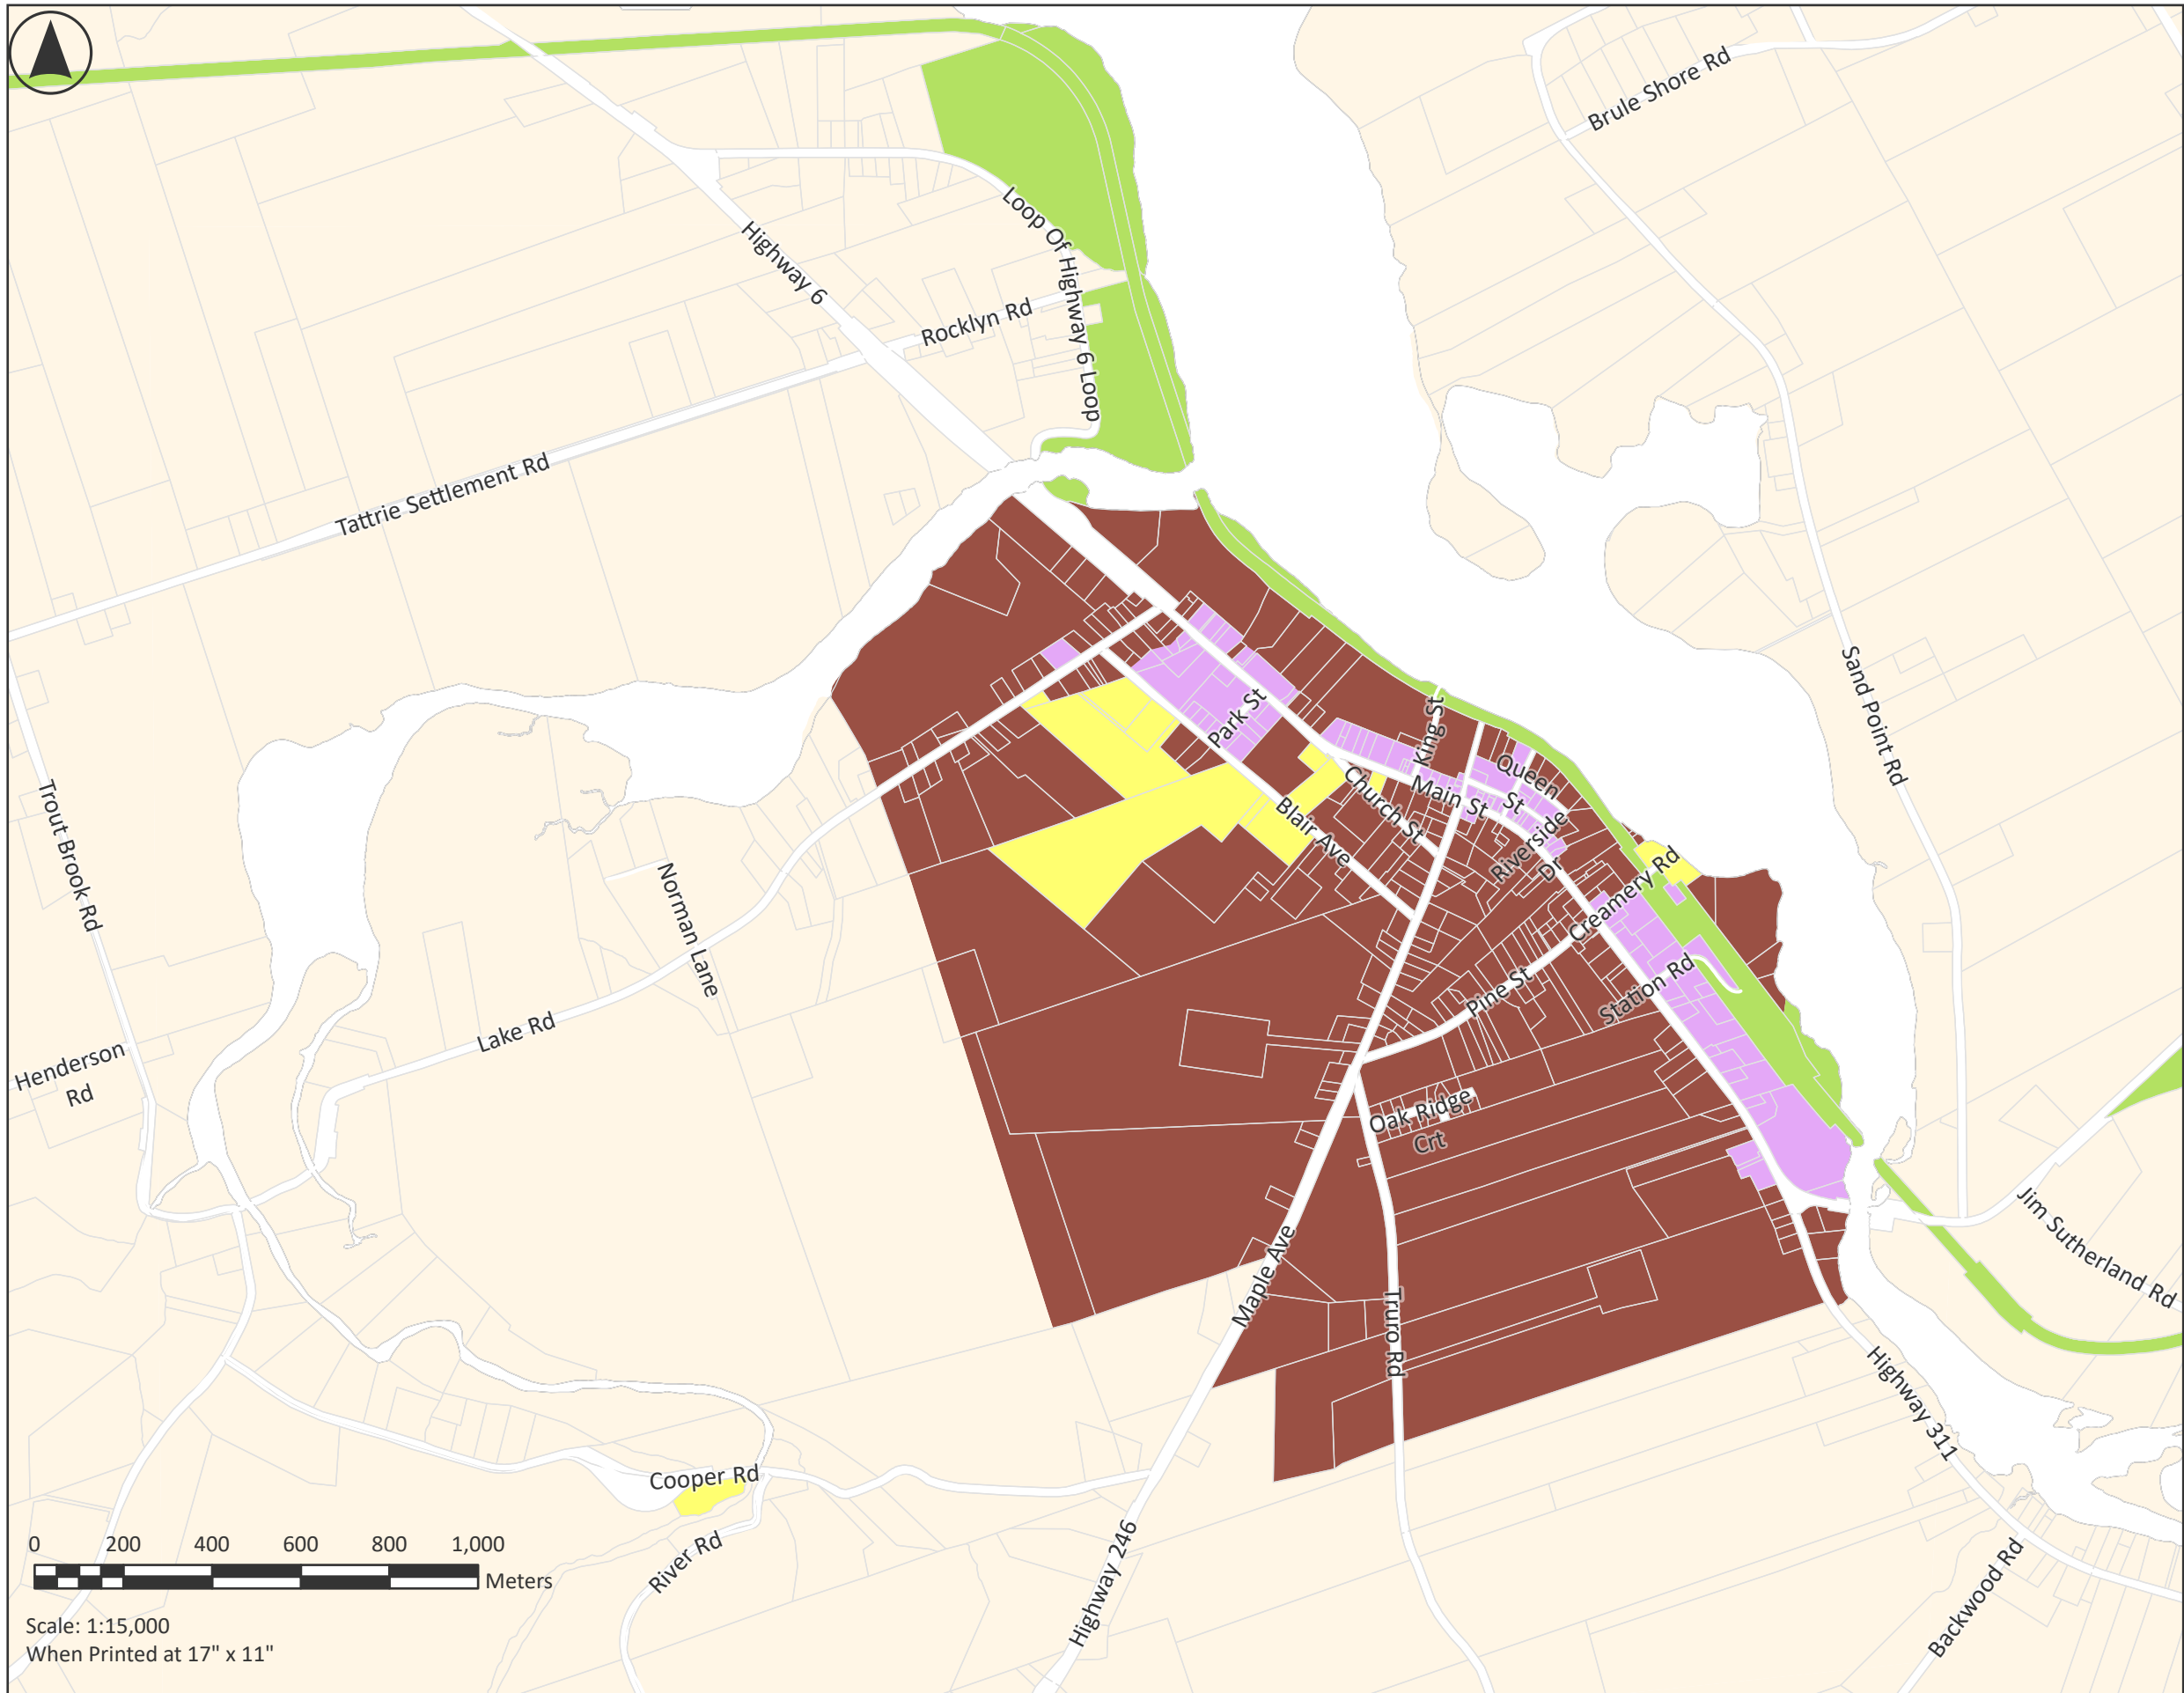 Brule Shore Rd
Loop Of Highway 6 Loop
Highway 6
Rocklyn Rd
Tattrie Settlement Rd
Sand Point Rd
Park St
King St
Queen
St
Main St
Church St
Blair Ave
Riverside
Dr
Creamery Rd
Trout Brook Rd
Norman Lane
Station Rd
Pine St
Lake Rd
Henderson
Rd
Oak Ridge
Crt
Jim Sutherland Rd
Maple Ave
Truro Rd
Highway 311
Cooper Rd
River Rd
Highway 246
Backwood Rd
0 200 400 600 800 1,000
Meters
Scale: 1:15,000
When Printed at 17" x 11"